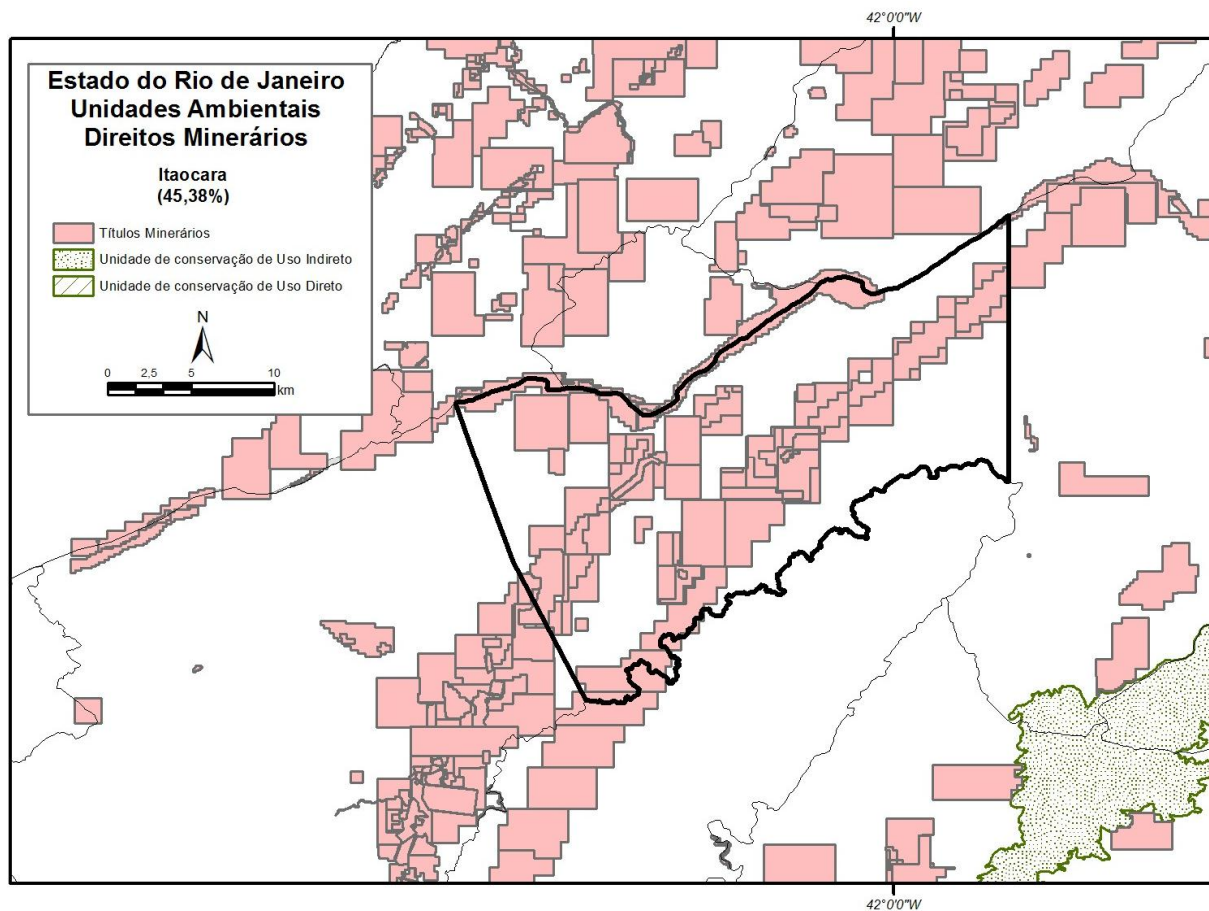 42°0'0"W
Estado do Rio de Janeiro
Unidades Ambientais
Direitos Minerários
Itaocara
(45,38%)
Títulos Minerários
Unidade de conservação de Uso Indireto
Unidade de conservação de Uso Direto
N
0 2,5 5 10
km
42°0'0"W